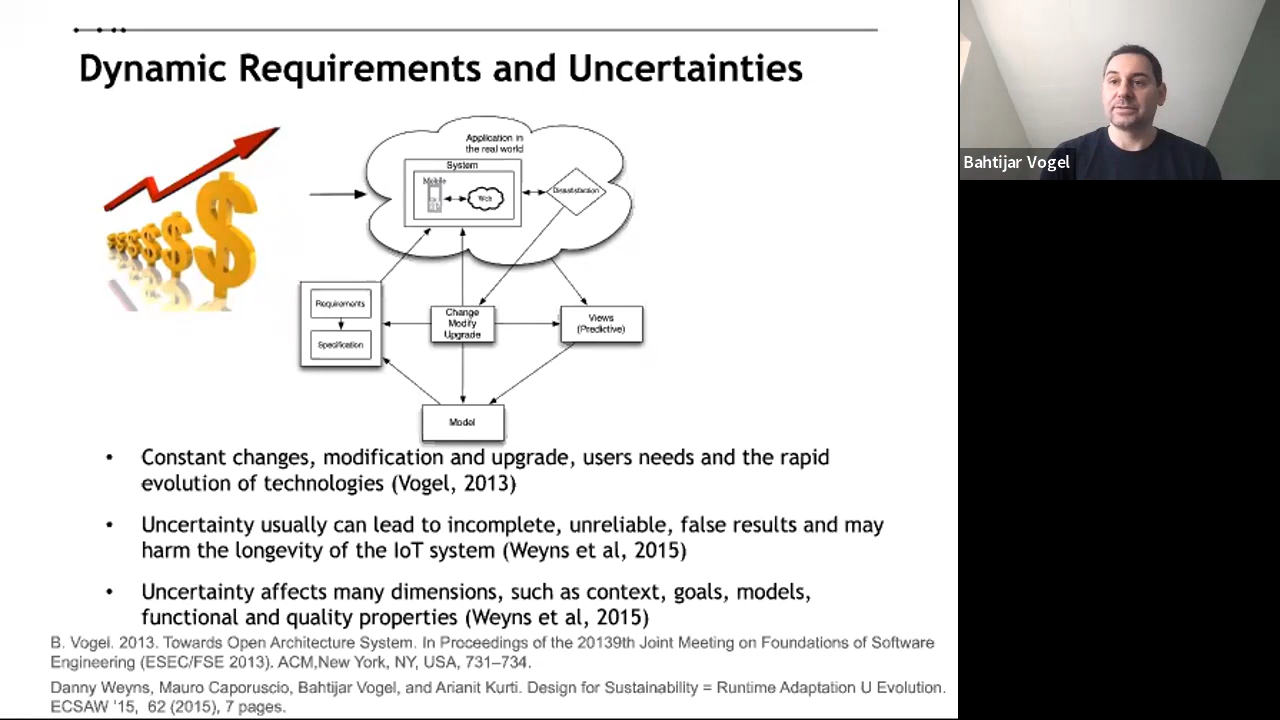 Dynamic Requirements and Uncertainties
Application in
the real world
System
Mobile
Web
Dissatisfaction
Requirements
Specification
Change
Modify
Upgrade
Views
(Predictive)
Model
• Constant changes, modification and upgrade, users needs and the rapid
evolution of technologies (Vogel, 2013)
• Uncertainty usually can lead to incomplete, unreliable, false results and may
harm the longevity of the IoT system (Weyns et al, 2015)
• Uncertainty affects many dimensions, such as context, goals, models,
functional and quality properties (Weyns et al, 2015)
B. Vogel. 2013. Towards Open Architecture System. In Proceedings of the 20139th Joint Meeting on Foundations of Software
Engineering (ESEC/FSE 2013). ACM,New York, NY, USA, 731–734.
Danny Weyns, Mauro Caporuscio, Bahtijar Vogel, and Arianit Kurti. Design for Sustainability = Runtime Adaptation U Evolution.
ECSAW '15, 62 (2015), 7 pages.
Bahtijar Vogel